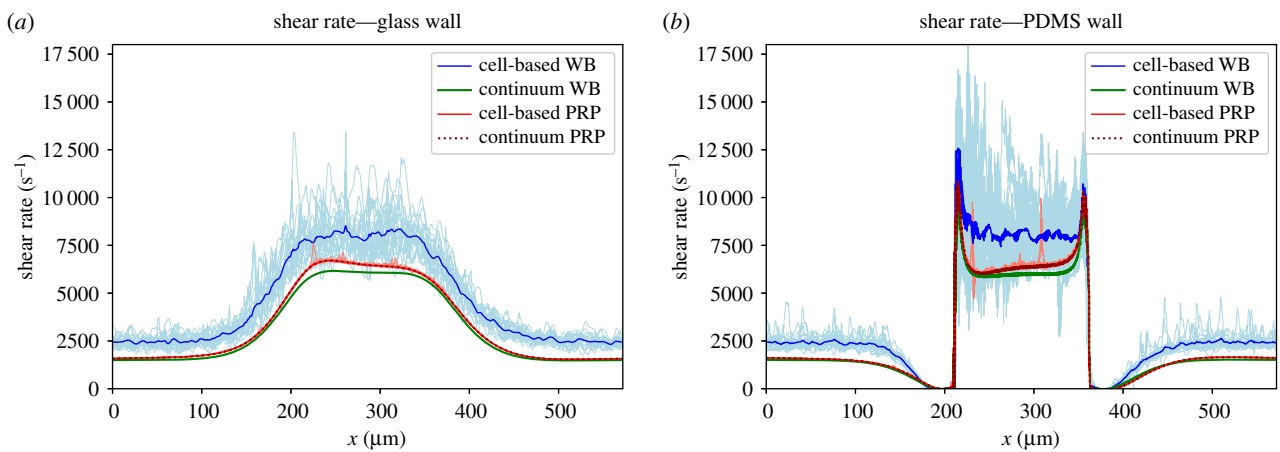 (a) shear rate—glass wall
17 500
15 000
12 500
10 000
7500
5000
2500
0
shear rate (s−1)
cell-based WB
continuum WB
cell-based PRP
continuum PRP
0 100 200 300 400 500
x (μm)
(b) shear rate—PDMS wall
17 500
15 000
12 500
10 000
7500
5000
2500
0
shear rate (s−1)
cell-based WB
continuum WB
cell-based PRP
continuum PRP
0 100 200 300 400 500
x (μm)